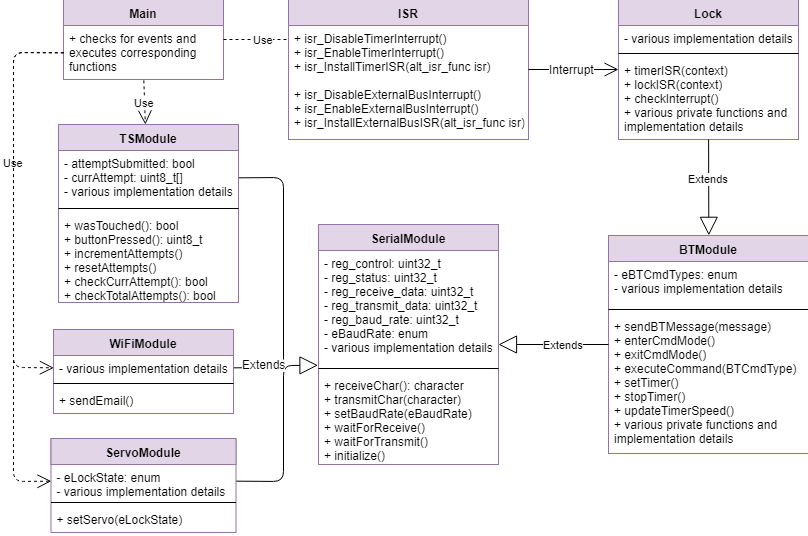 Main
+ checks for events and
executes corresponding
functions
Use
ISR
+ isr_DisableTimerInterrupt()
+ isr_EnableTimerInterrupt()
+ isr_InstallTimerISR(alt_isr_func isr)
+ isr_DisableExternalBusInterrupt()
+ isr_EnableExternalBusInterrupt()
+ isr_InstallExternalBusISR(alt_isr_func isr)
Interrupt
Lock
- various implementation details
+ timerISR(context)
+ lockISR(context)
+ checkInterrupt()
+ various private functions and
implementation details
Use
Use
Extends
TSModule
- attemptSubmitted: bool
- currAttempt: uint8_t[]
- various implementation details
+ wasTouched(): bool
+ buttonPressed(): uint8_t
+ incrementAttempts()
+ resetAttempts()
+ checkCurrAttempt(): bool
+ checkTotalAttempts(): bool
SerialModule
- reg_control: uint32_t
- reg_status: uint32_t
- reg_receive_data: uint32_t
- reg_transmit_data: uint32_t
- reg_baud_rate: uint32_t
- eBaudRate: enum
- various implementation details
+ receiveChar(): character
+ transmitChar(character)
+ setBaudRate(eBaudRate)
+ waitForReceive()
+ waitForTransmit()
+ initialize()
Extends
BTModule
- eBTCmdTypes: enum
- various implementation details
+ sendBTMessage(message)
+ enterCmdMode()
+ exitCmdMode()
+ executeCommand(BTCmdType)
+ setTimer()
+ stopTimer()
+ updateTimerSpeed()
+ various private functions and
implementation details
WiFiModule
- various implementation details
+ sendEmail()
Extends
ServoModule
- eLockState: enum
- various implementation details
+ setServo(eLockState)